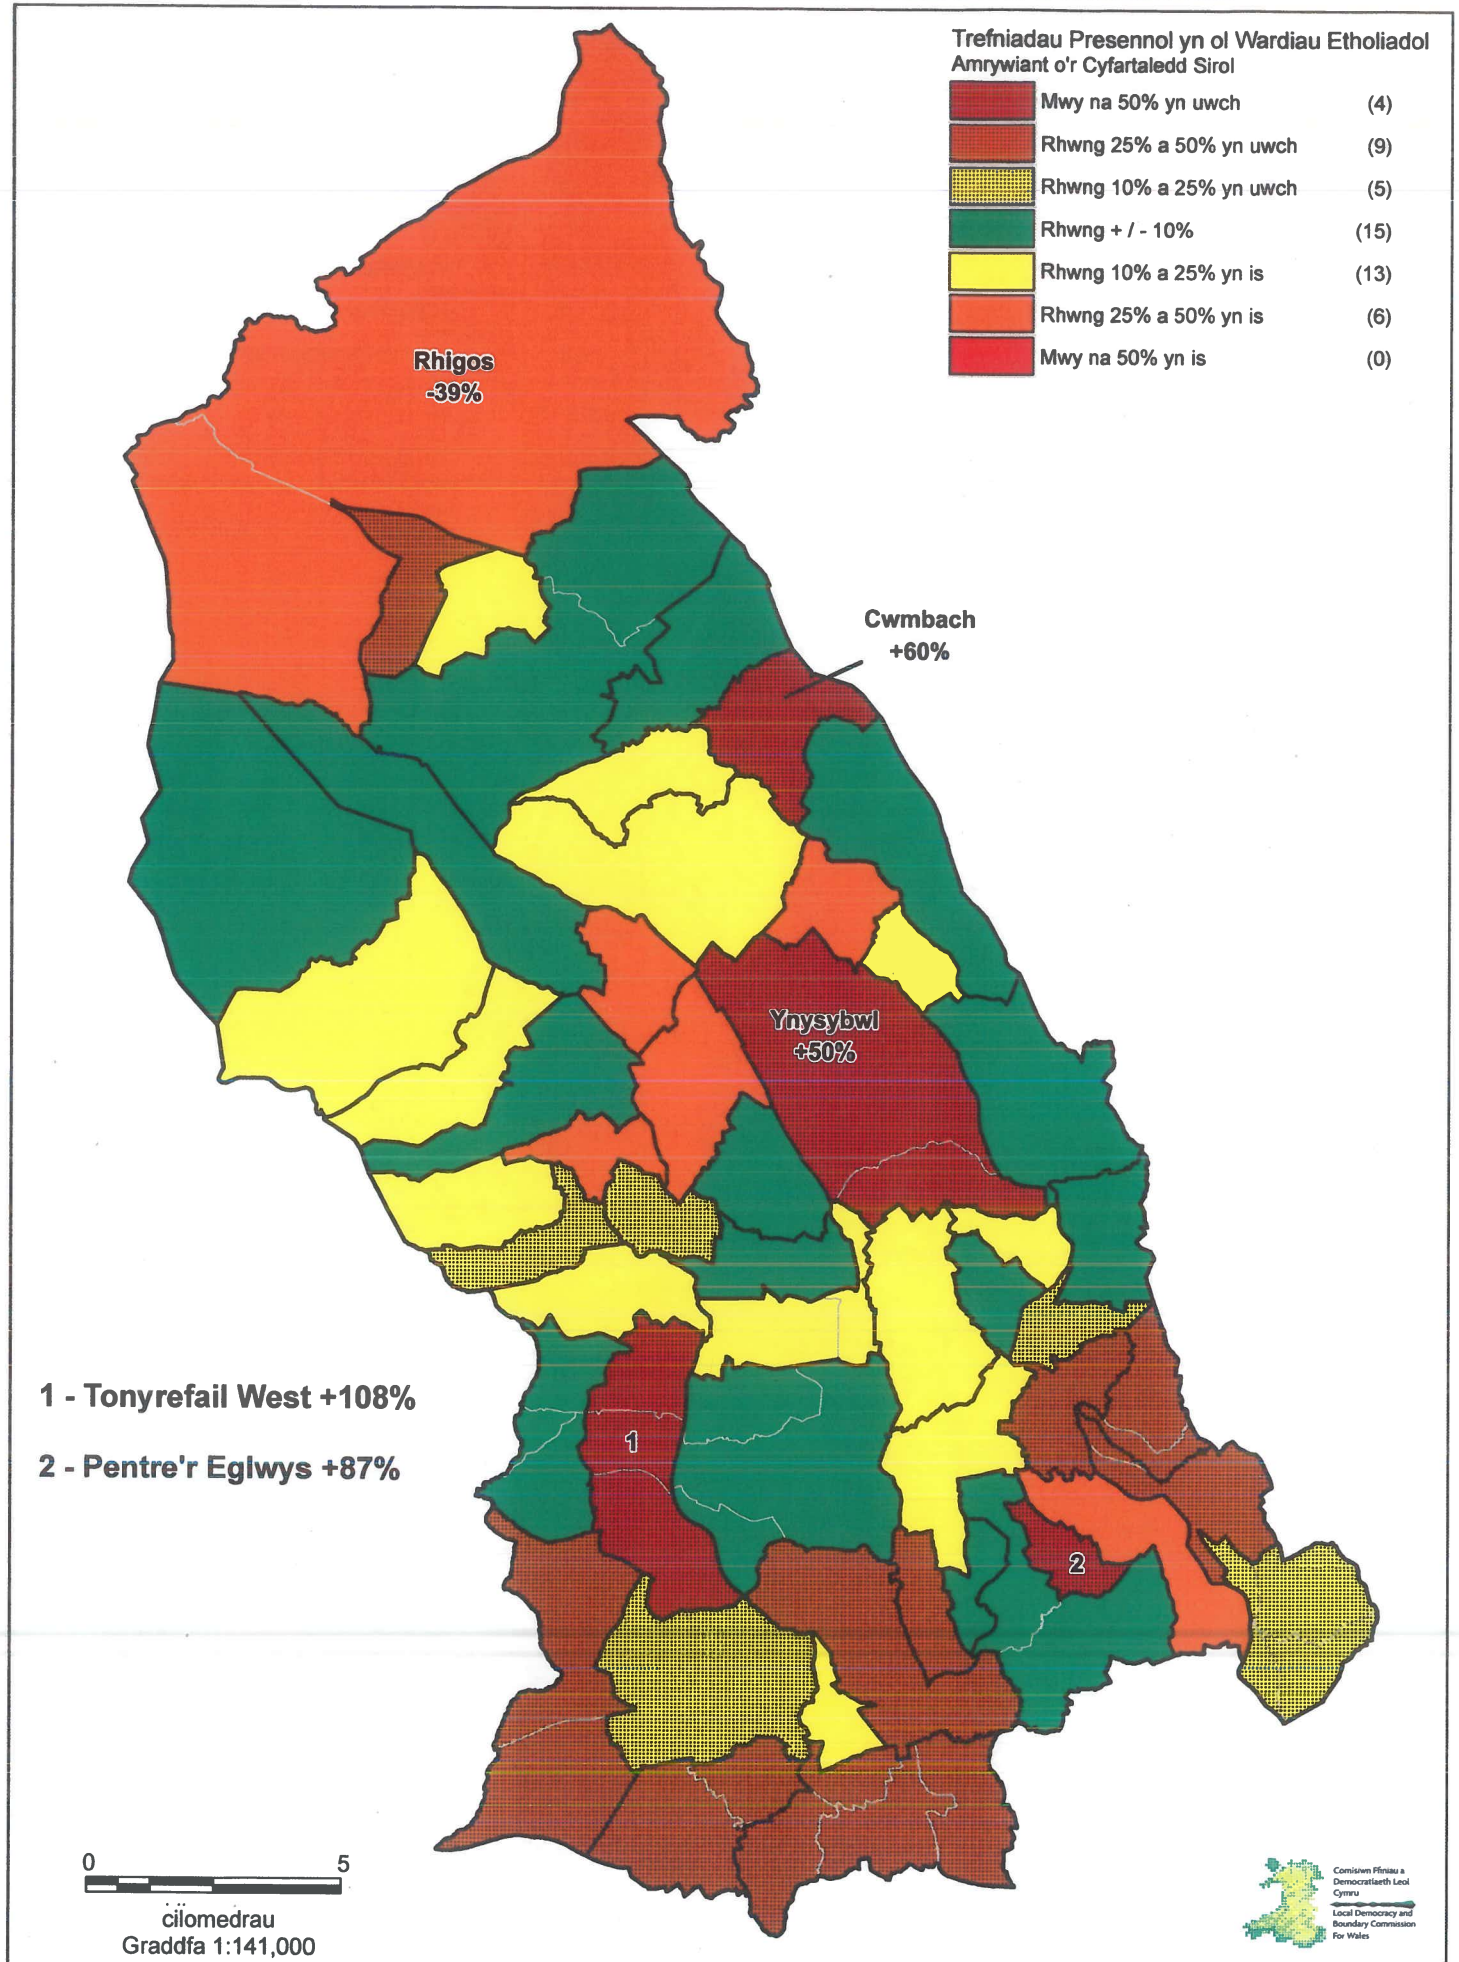 Trefniadau Presennol yn ol Wardiau Etholiadol
Amrywiant o'r Cyfartaledd Sirol
Mwy na 50% yn uwch (4)
Rhwng 25% a 50% yn uwch (9)
Rhwng 10% a 25% yn uwch (5)
Rhwng + / - 10% (15)
Rhwng 10% a 25% yn is (13)
Rhwng 25% a 50% yn is (6)
Mwy na 50% yn is (0)
Rhigos
-39%
Cwmbach
+60%
Ynysybwl
+50%
1 - Tonyrefail West +108%
2 - Pentre'r Eglwys +87%
1
2
0 5
cilomedrau
Graddfa 1:141,000
Comisiwn Ffiniau a
Democratiaeth Leol
Cymru
Local Democracy and
Boundary Commission
For Wales